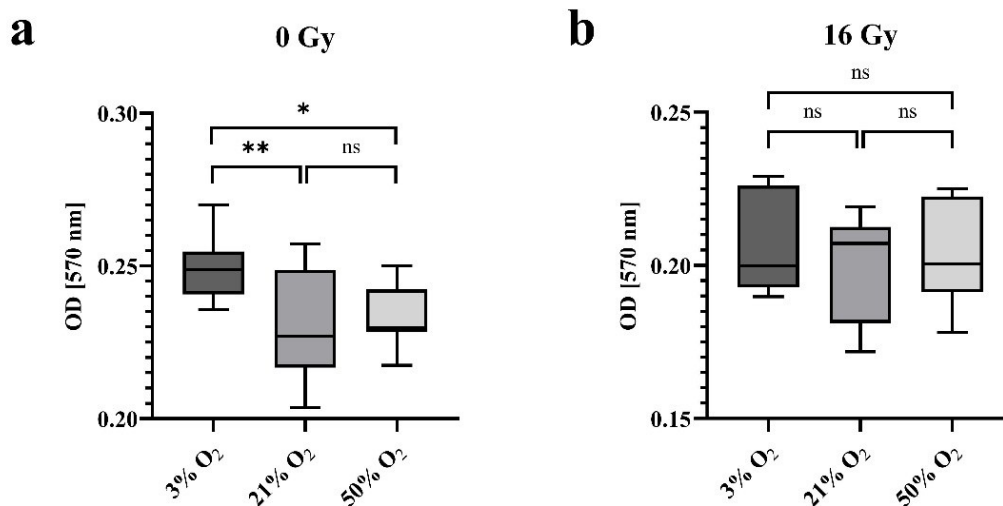 a
0 Gy
OD [570 nm]
0.30
0.25
0.20
*
**
ns
3% O₂
21% O₂
50% O₂
b
16 Gy
OD [570 nm]
0.25
0.20
0.15
ns
ns
ns
3% O₂
21% O₂
50% O₂